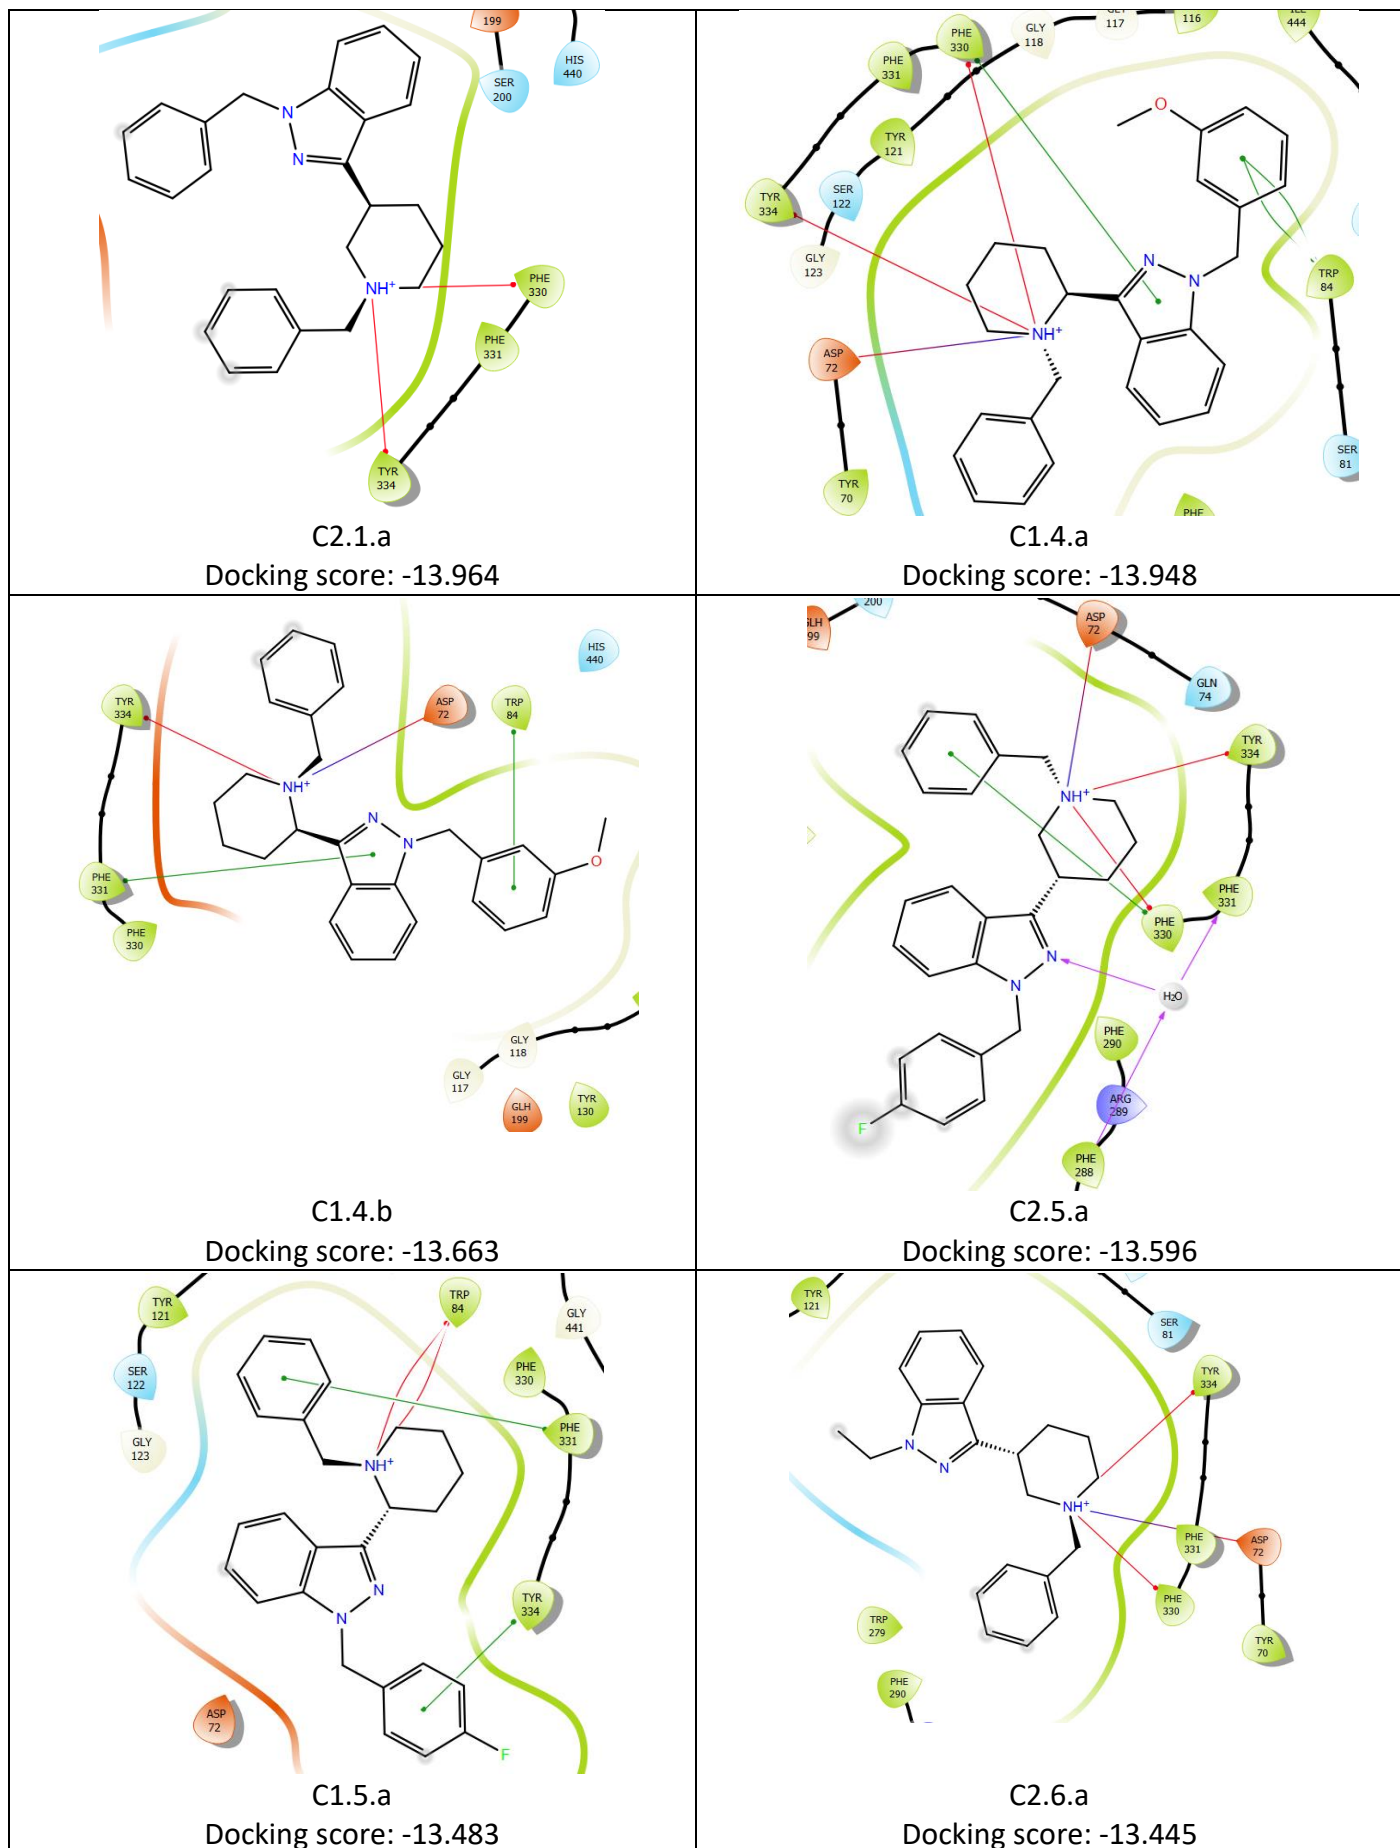 199
SER
200
HIS
440
N
N
NH+
PHE
330
PHE
331
TYR
334
C2.1.a
Docking score: -13.964
PHE
330
GLY
118
GLY
117
116
ILE
444
PHE
331
TYR
121
SER
122
TYR
334
GLY
123
O
N
N
TRP
84
NH+
ASP
72
TYR
70
SER
81
PHE
C1.4.a
Docking score: -13.948
HIS
440
TYR
334
ASP
72
TRP
84
NH+
N
N
O
PHE
331
PHE
330
GLY
118
GLY
117
GLH
199
TYR
130
C1.4.b
Docking score: -13.663
200
GLH
99
ASP
72
GLN
74
TYR
334
NH+
PHE
331
PHE
330
N
N
H2O
PHE
290
ARG
289
F
PHE
288
C2.5.a
Docking score: -13.596
TYR
121
TRP
84
GLY
441
SER
122
PHE
330
GLY
123
PHE
331
NH+
N
N
TYR
334
ASP
72
F
C1.5.a
Docking score: -13.483
TYR
121
SER
81
TYR
334
N
N
NH+
PHE
331
ASP
72
PHE
330
TRP
279
TYR
70
PHE
290
C2.6.a
Docking score: -13.445